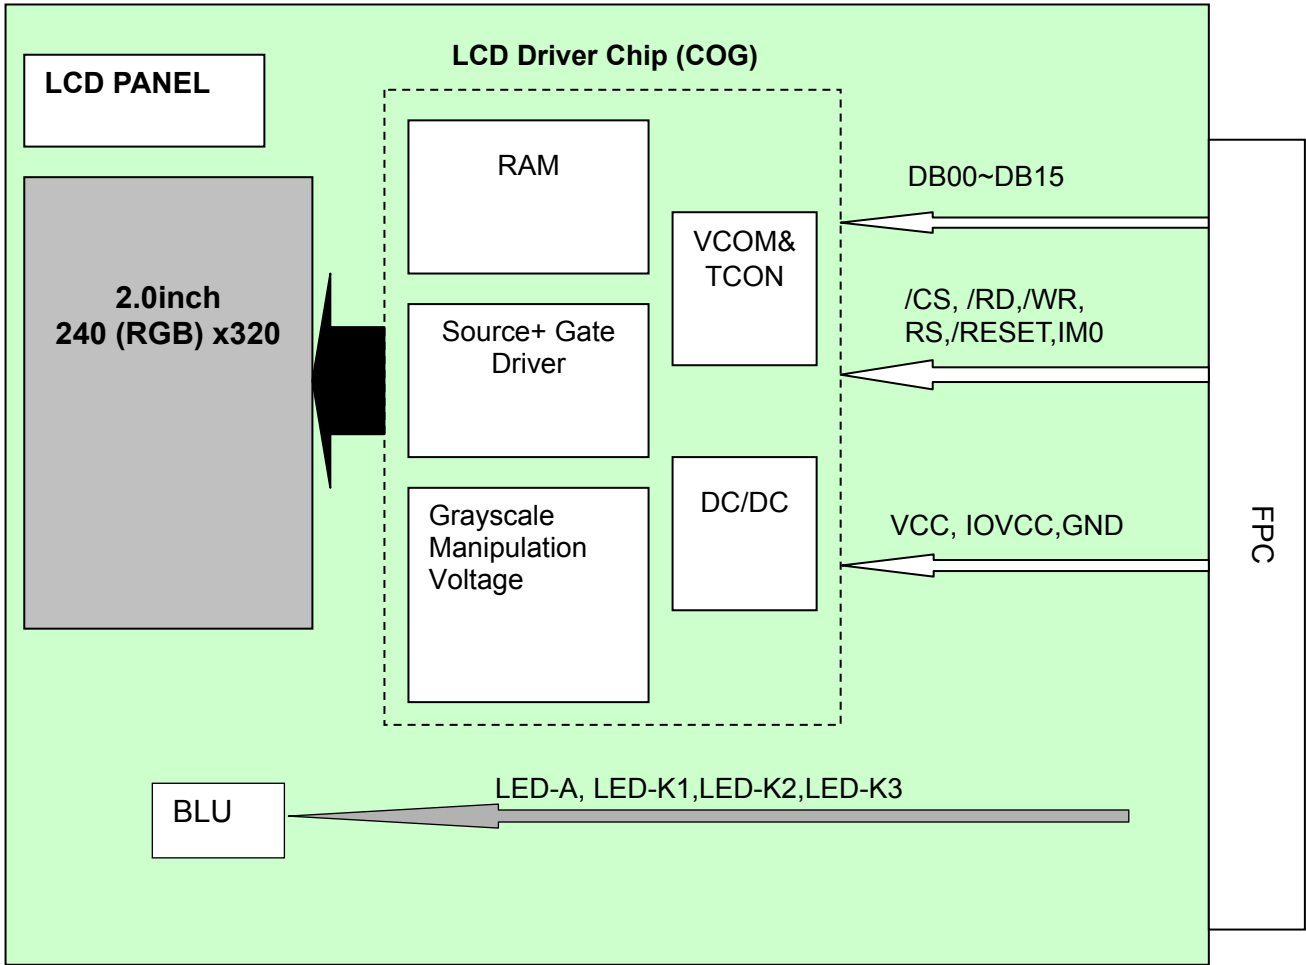 LCD Driver Chip (COG)
LCD PANEL
RAM
DB00~DB15
VCOM&
TCON
2.0inch
240 (RGB) x320
/CS, /RD,/WR,
RS,/RESET,IM0
Source+ Gate
Driver
DC/DC
Grayscale
Manipulation
Voltage
VCC, IOVCC,GND
FPC
LED-A, LED-K1,LED-K2,LED-K3
BLU